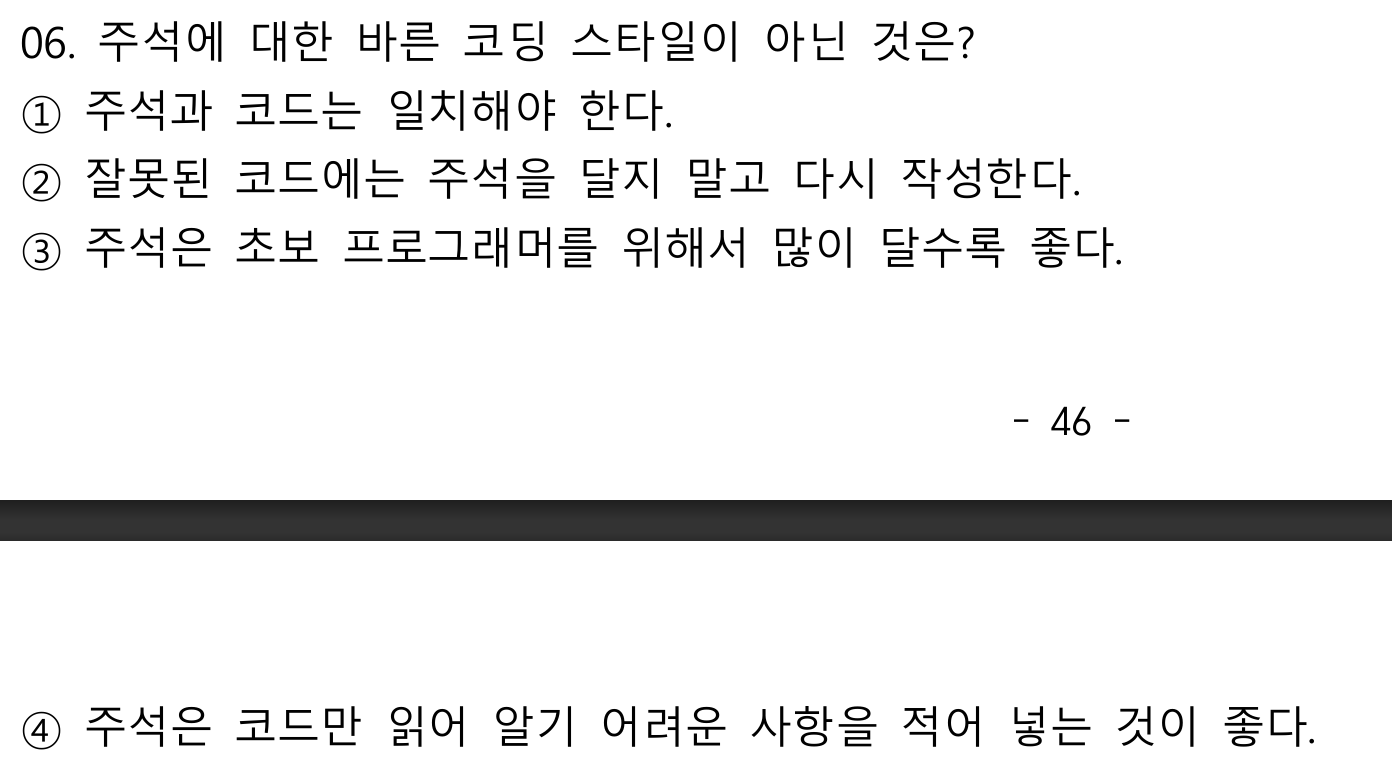 06. 주석에 대한 바른 코딩 스타일이 아닌 것은?
① 주석과 코드는 일치해야 한다.
② 잘못된 코드에는 주석을 달지 말고 다시 작성한다.
③ 주석은 초보 프로그래머를 위해서 많이 달수록 좋다.
- 46 -
④ 주석은 코드만 읽어 알기 어려운 사항을 적어 넣는 것이 좋다.